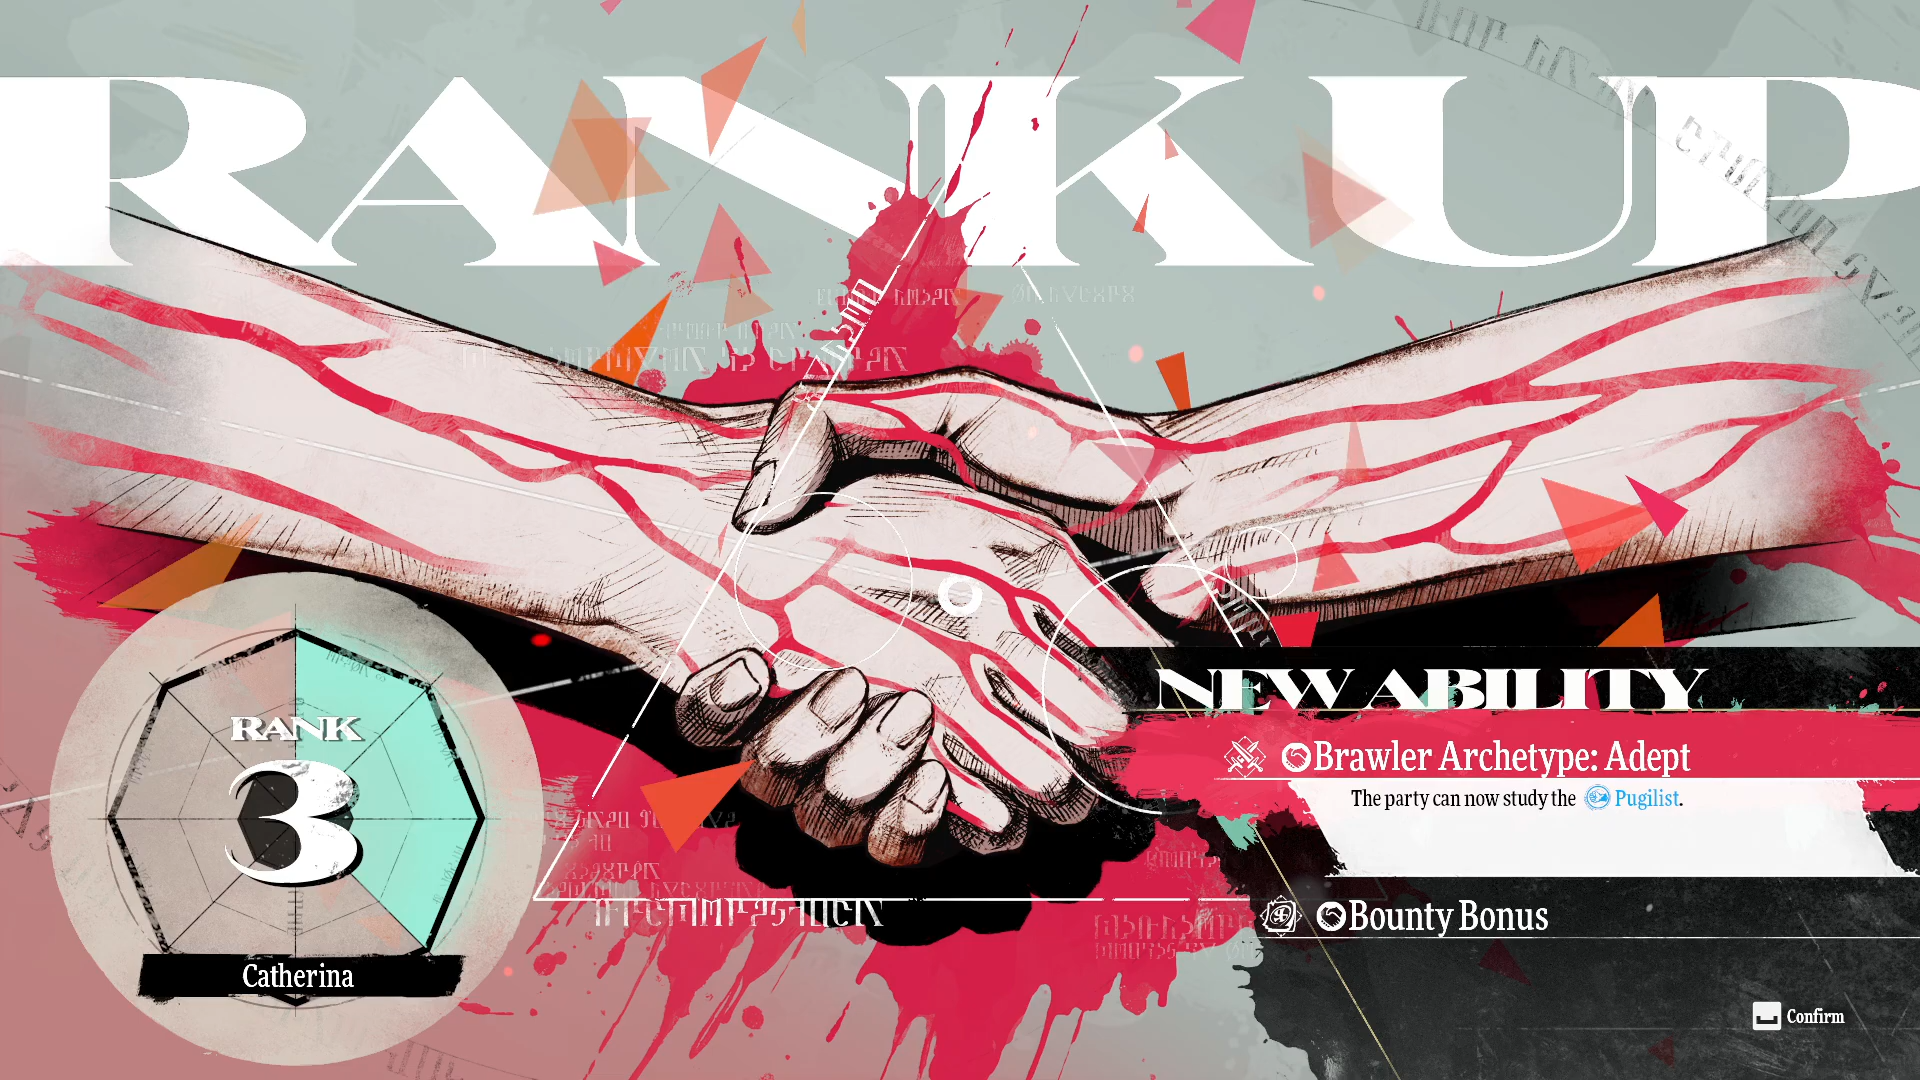 RANK UP
RANK
3
Catherina
NEW ABILITY
Brawler Archetype: Adept
The party can now study the Pugilist.
Bounty Bonus
Confirm